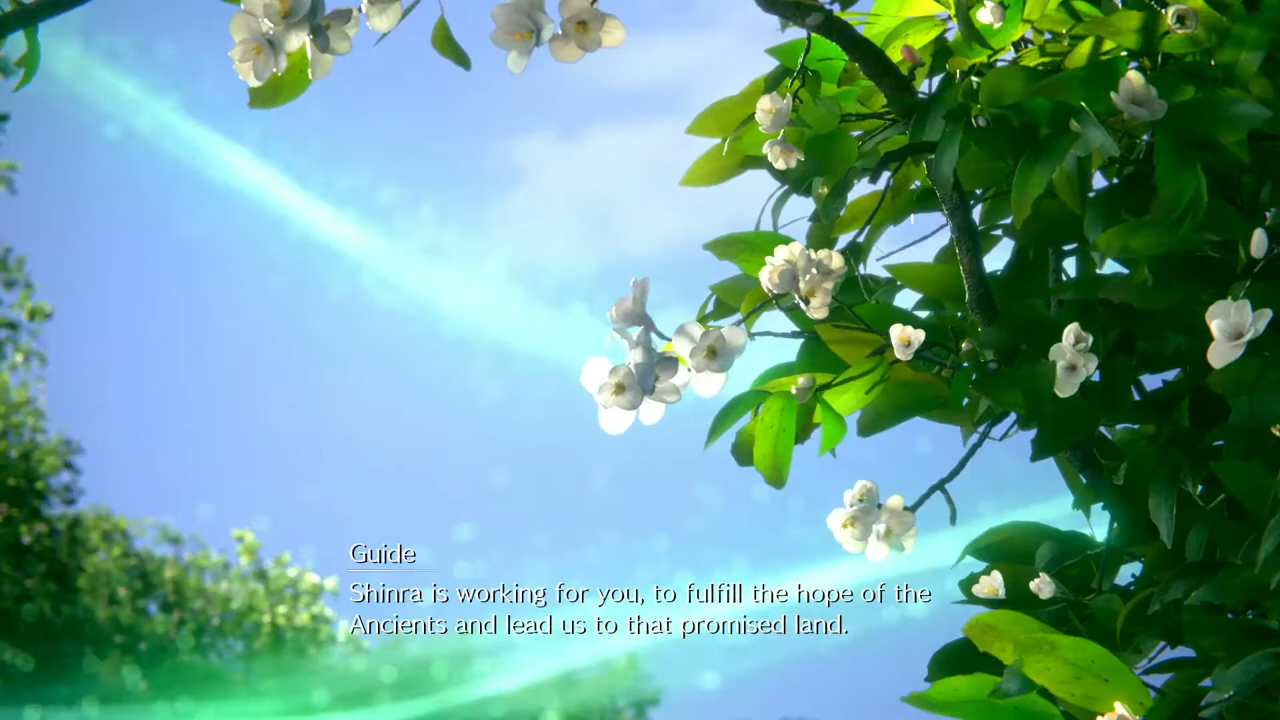 Guide
Shinra is working for you, to fulfill the hope of the
Ancients and lead us to that promised land.